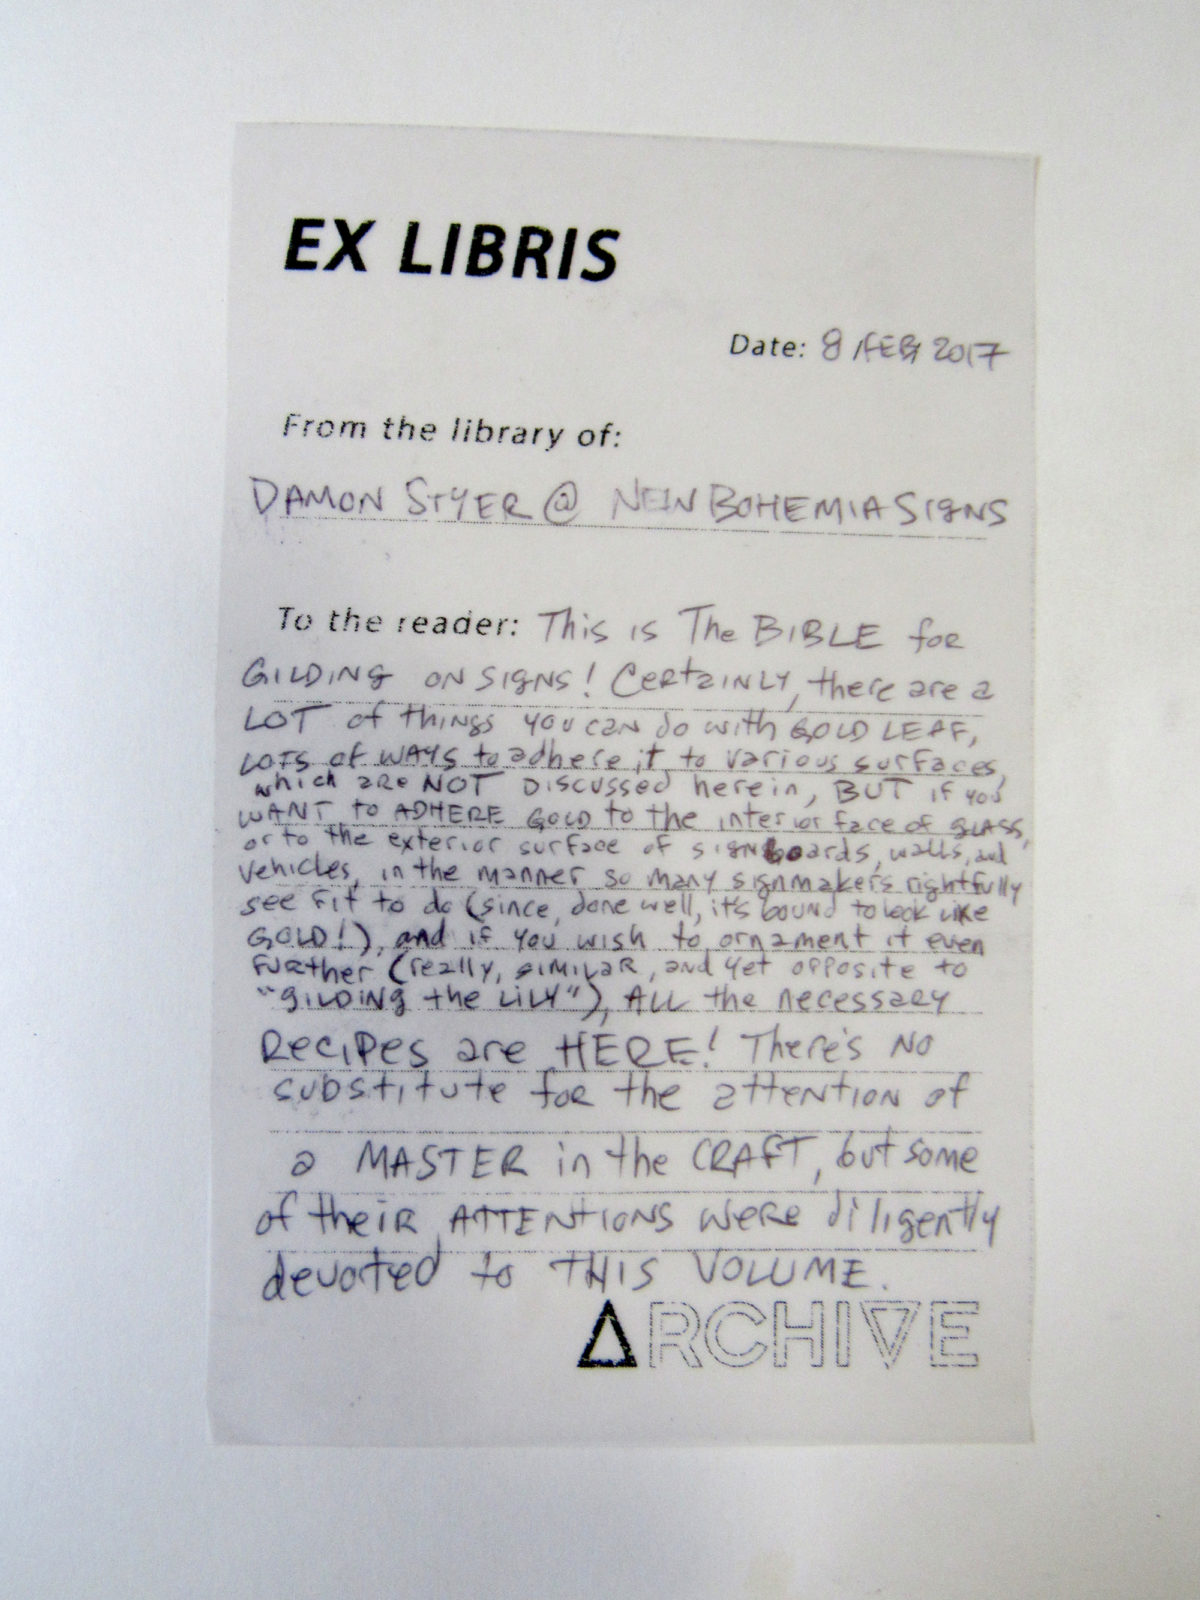 EX LIBRIS
Date: 8 FEB 2017
From the library of:
DAMON STYER @ NEW BOHEMIA SIGNS
To the reader: This is The BIBLE for
GILDING ON SIGNS! CERTAINLY, there are a
LOT of things you can do with GOLD LEAF,
LOTS of WAYS to adhere it to various surfaces,
which are NOT DISCUSSED herein, BUT if you
WANT to ADHERE GOLD to the interior face of GLASS,
or to the exterior surface of signboards, walls, and
vehicles, in the manner so many signmakers rightfully
see fit to do (since, done well, it's bound to look like
GOLD!), and if you wish to ornament it even
further (really, similar, and yet opposite to
"GILDING the LILY"), ALL the necessary
RECIPES are HERE! There's NO
substitute for the attention of
a MASTER in the CRAFT, but some
of their ATTENTIONS were diligently
devoted to THIS VOLUME.
ARCHIVE